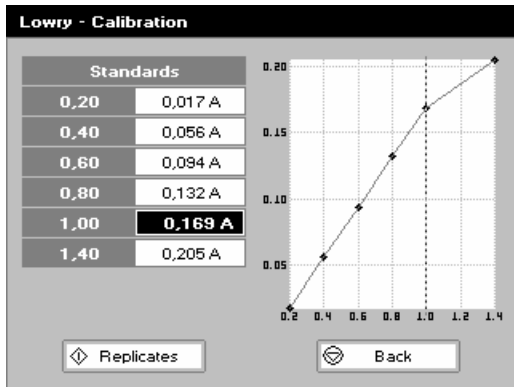 Lowry - Calibration
Standards
0,20 0,017 A
0,40 0,056 A
0,60 0,094 A
0,80 0,132 A
1,00 0,169 A
1,40 0,205 A
0.20
0.15
0.10
0.05
0.2 0.4 0.6 0.8 1.0 1.2 1.4
Replicates
Back